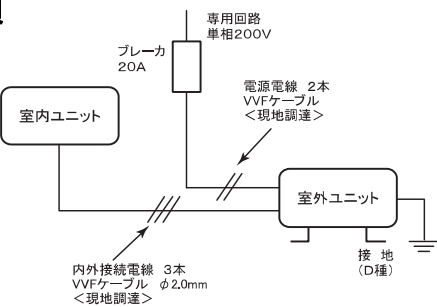 専用回路
単相200V
ブレーカ
20A
電源電線 2本
VVFケーブル
＜現地調達＞
室内ユニット
室外ユニット
接 地
(D種)
内外接続電線 3本
VVFケーブル φ2.0mm
＜現地調達＞